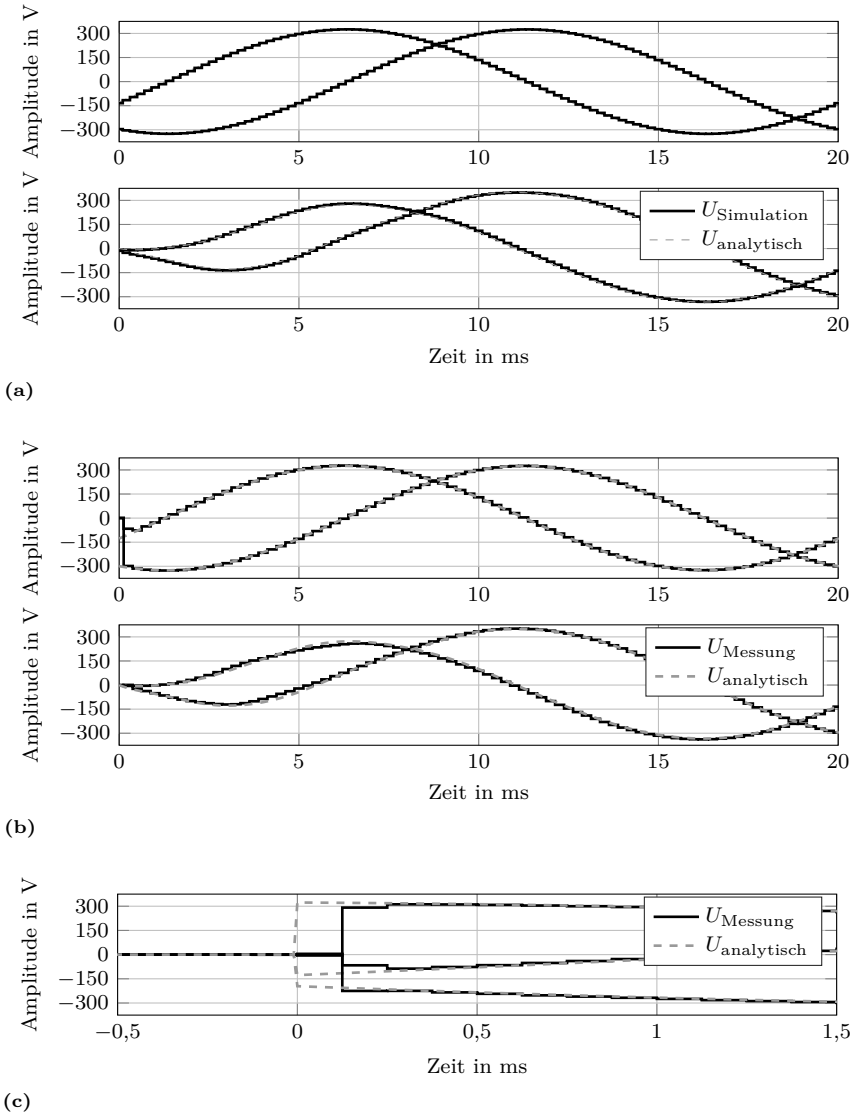 Amplitude in V
300
150
0
−150
−300
0 5 10 15 20
Amplitude in V
300
150
0
−150
−300
U_Simulation
U_analytisch
0 5 10 15 20
Zeit in ms
(a)
Amplitude in V
300
150
0
−150
−300
0 5 10 15 20
Amplitude in V
300
150
0
−150
−300
U_Messung
U_analytisch
0 5 10 15 20
Zeit in ms
(b)
Amplitude in V
300
150
0
−150
−300
U_Messung
U_analytisch
−0,5 0 0,5 1 1,5
Zeit in ms
(c)